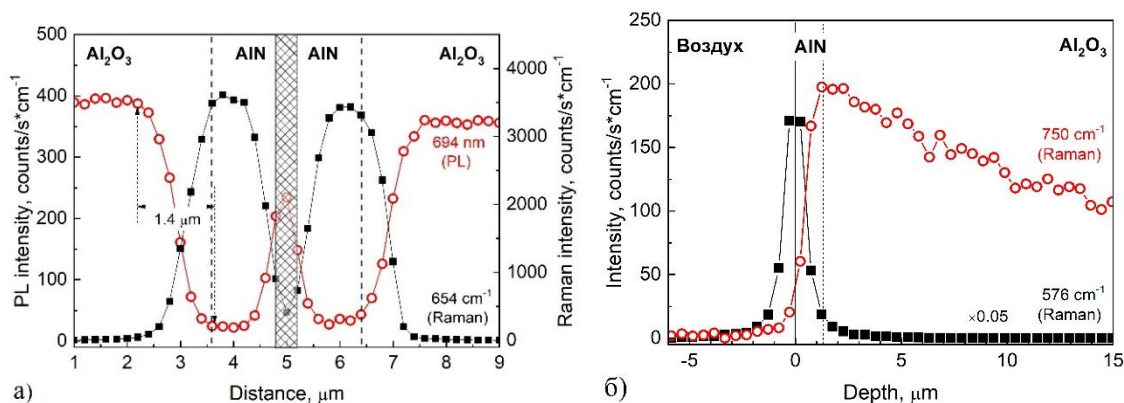 Al₂O₃ AlN AlN Al₂O₃
PL intensity, counts/s*cm⁻¹
500
400
300
200
100
0
694 nm
(PL)
1.4 μm
654 cm⁻¹
(Raman)
4000
3000
2000
1000
0
Raman intensity, counts/s*cm⁻¹
1 2 3 4 5 6 7 8 9
Distance, μm
а)
Воздух AlN Al₂O₃
Intensity, counts/s*cm⁻¹
250
200
150
100
50
0
750 cm⁻¹
(Raman)
576 cm⁻¹
(Raman)
×0.05
-5 0 5 10 15
Depth, μm
б)